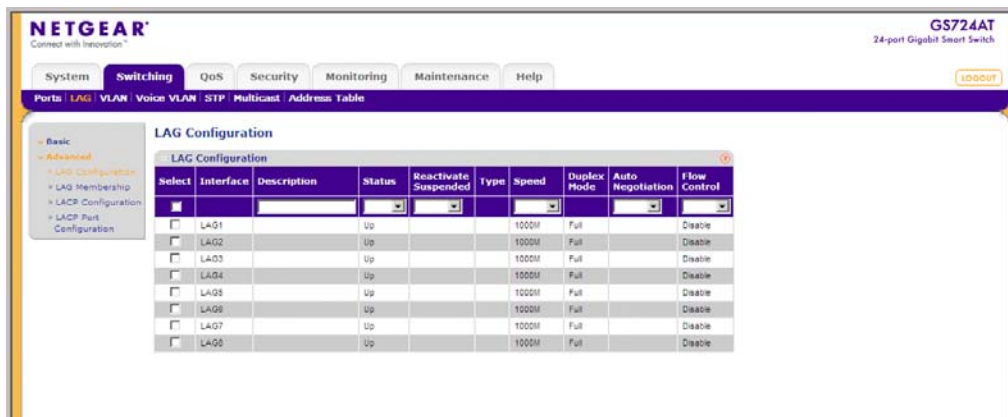 NETGEAR
Connect with Innovation™
GS724AT
24-port Gigabit Smart Switch
System Switching QoS Security Monitoring Maintenance Help
LOGOUT
Ports LAG VLAN Voice VLAN STP Multicast Address Table
Basic
Advanced
LAG Configuration
LAG Membership
LACP Configuration
LACP Port Configuration
LAG Configuration
LAG Configuration
Select Interface Description Status Reactivate Suspended Type Speed Duplex Mode Auto Negotiation Flow Control
LAG1 Up 1000M Full Disable
LAG2 Up 1000M Full Disable
LAG3 Up 1000M Full Disable
LAG4 Up 1000M Full Disable
LAG5 Up 1000M Full Disable
LAG6 Up 1000M Full Disable
LAG7 Up 1000M Full Disable
LAG8 Up 1000M Full Disable